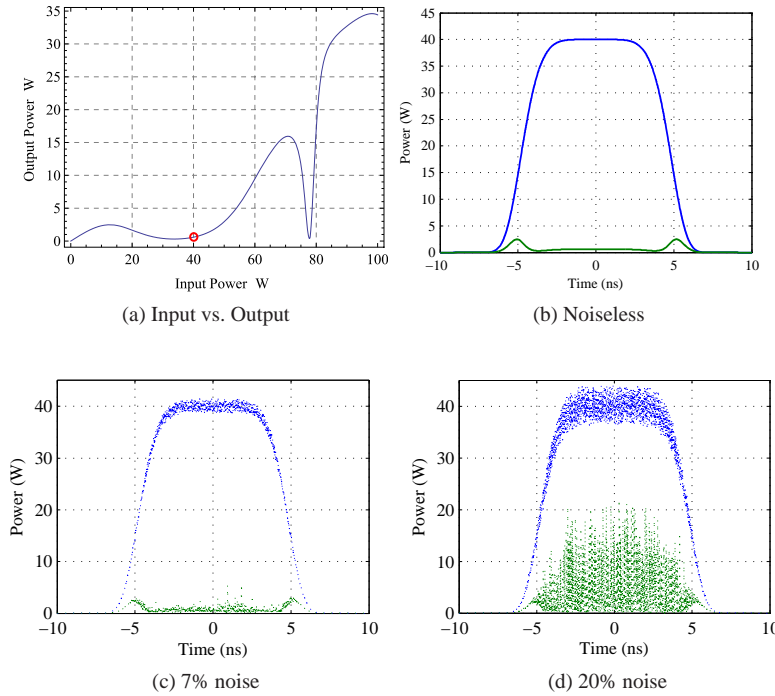 35
30
25
20
15
10
5
0
0 20 40 60 80 100
Output Power W
Input Power W
(a) Input vs. Output
45
40
35
30
25
20
15
10
5
0
−10 −5 0 5 10
Power (W)
Time (ns)
(b) Noiseless
40
30
20
10
0
−10 −5 0 5 10
Power (W)
Time (ns)
(c) 7% noise
40
30
20
10
0
−10 −5 0 5 10
Power (W)
Time (ns)
(d) 20% noise